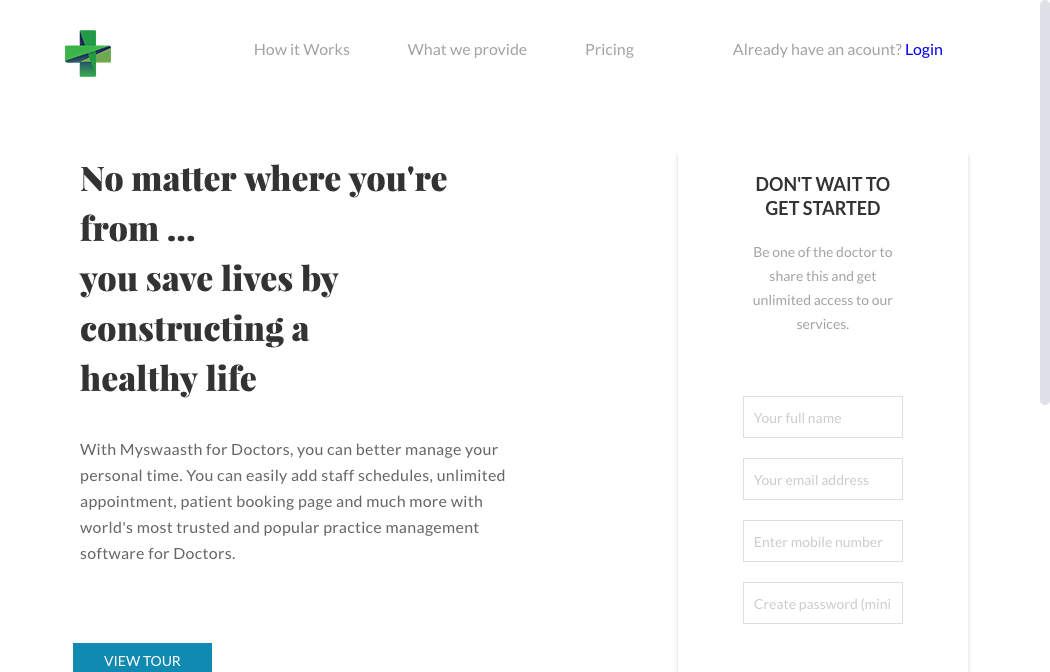 How it Works
What we provide
Pricing
Already have an acount? Login
No matter where you're
from ...
you save lives by
constructing a
healthy life
With Myswaasth for Doctors, you can better manage your
personal time. You can easily add staff schedules, unlimited
appointment, patient booking page and much more with
world's most trusted and popular practice management
software for Doctors.
VIEW TOUR
DON'T WAIT TO
GET STARTED
Be one of the doctor to
share this and get
unlimited access to our
services.
Your full name
Your email address
Enter mobile number
Create password (mini